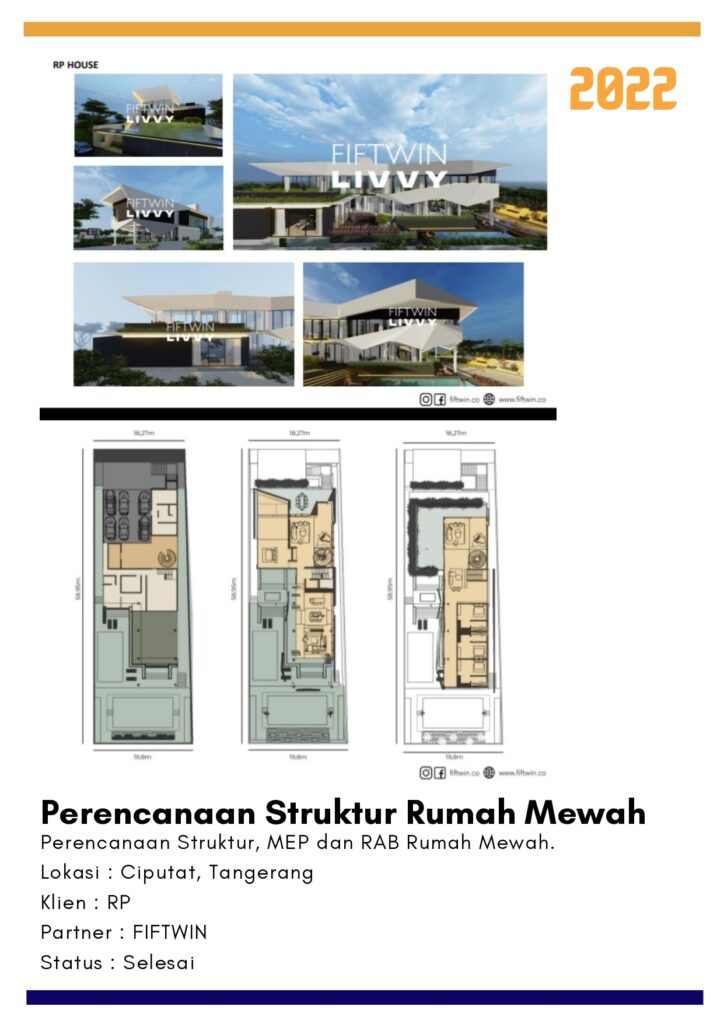 RP HOUSE
2022
FIFTWIN
LIVVY
FIFTWIN
LIVVY
FIFTWIN
LIVVY
FIFTWIN
LIVVY
FIFTWIN
LIVVY
fiftwin.co www.fiftwin.co
18,27m 18,27m 18,27m
58,95m 58,95m 58,95m
19,8m 19,8m 19,8m
fiftwin.co www.fiftwin.co
Perencanaan Struktur Rumah Mewah
Perencanaan Struktur, MEP dan RAB Rumah Mewah.
Lokasi : Ciputat, Tangerang
Klien : RP
Partner : FIFTWIN
Status : Selesai